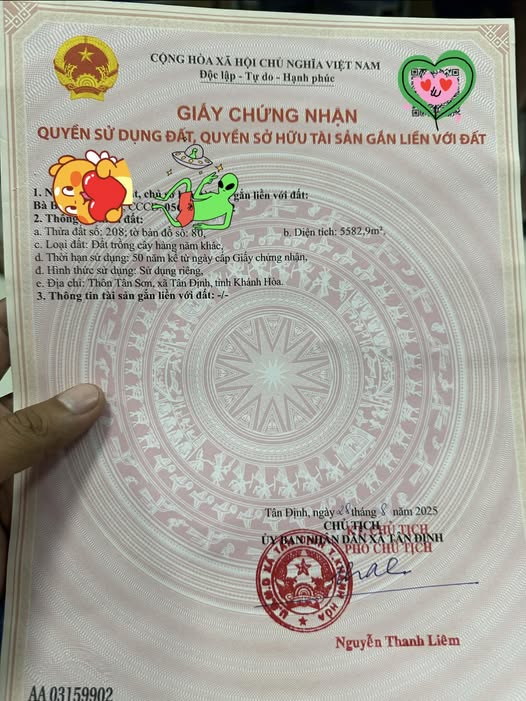 CỘNG HÒA XÃ HỘI CHỦ NGHĨA VIỆT NAM
Độc lập - Tự do - Hạnh phúc
GIẤY CHỨNG NHẬN
QUYỀN SỬ DỤNG ĐẤT, QUYỀN SỞ HỮU TÀI SẢN GẮN LIỀN VỚI ĐẤT
1. gắn liền với đất:
Bà
2. Thông đất:
a. Thửa đất số: 208; tờ bản đồ số: 80, b. Diện tích: 5582,9m²,
c. Loại đất: Đất trồng cây hàng năm khác,
d. Thời hạn sử dụng: 50 năm kể từ ngày cấp Giấy chứng nhận,
đ. Hình thức sử dụng: Sử dụng riêng,
e. Địa chỉ: Thôn Tân Sơn, xã Tân Định, tỉnh Khánh Hòa.
3. Thông tin tài sản gắn liền với đất: -/-
Tân Định, ngày 28 tháng 8 năm 2025
CHỦ TỊCH
KT. CHỦ TỊCH
ỦY BAN NHÂN DÂN XÃ TÂN ĐỊNH
PHÓ CHỦ TỊCH
Nguyễn Thanh Liêm
AA 03159902